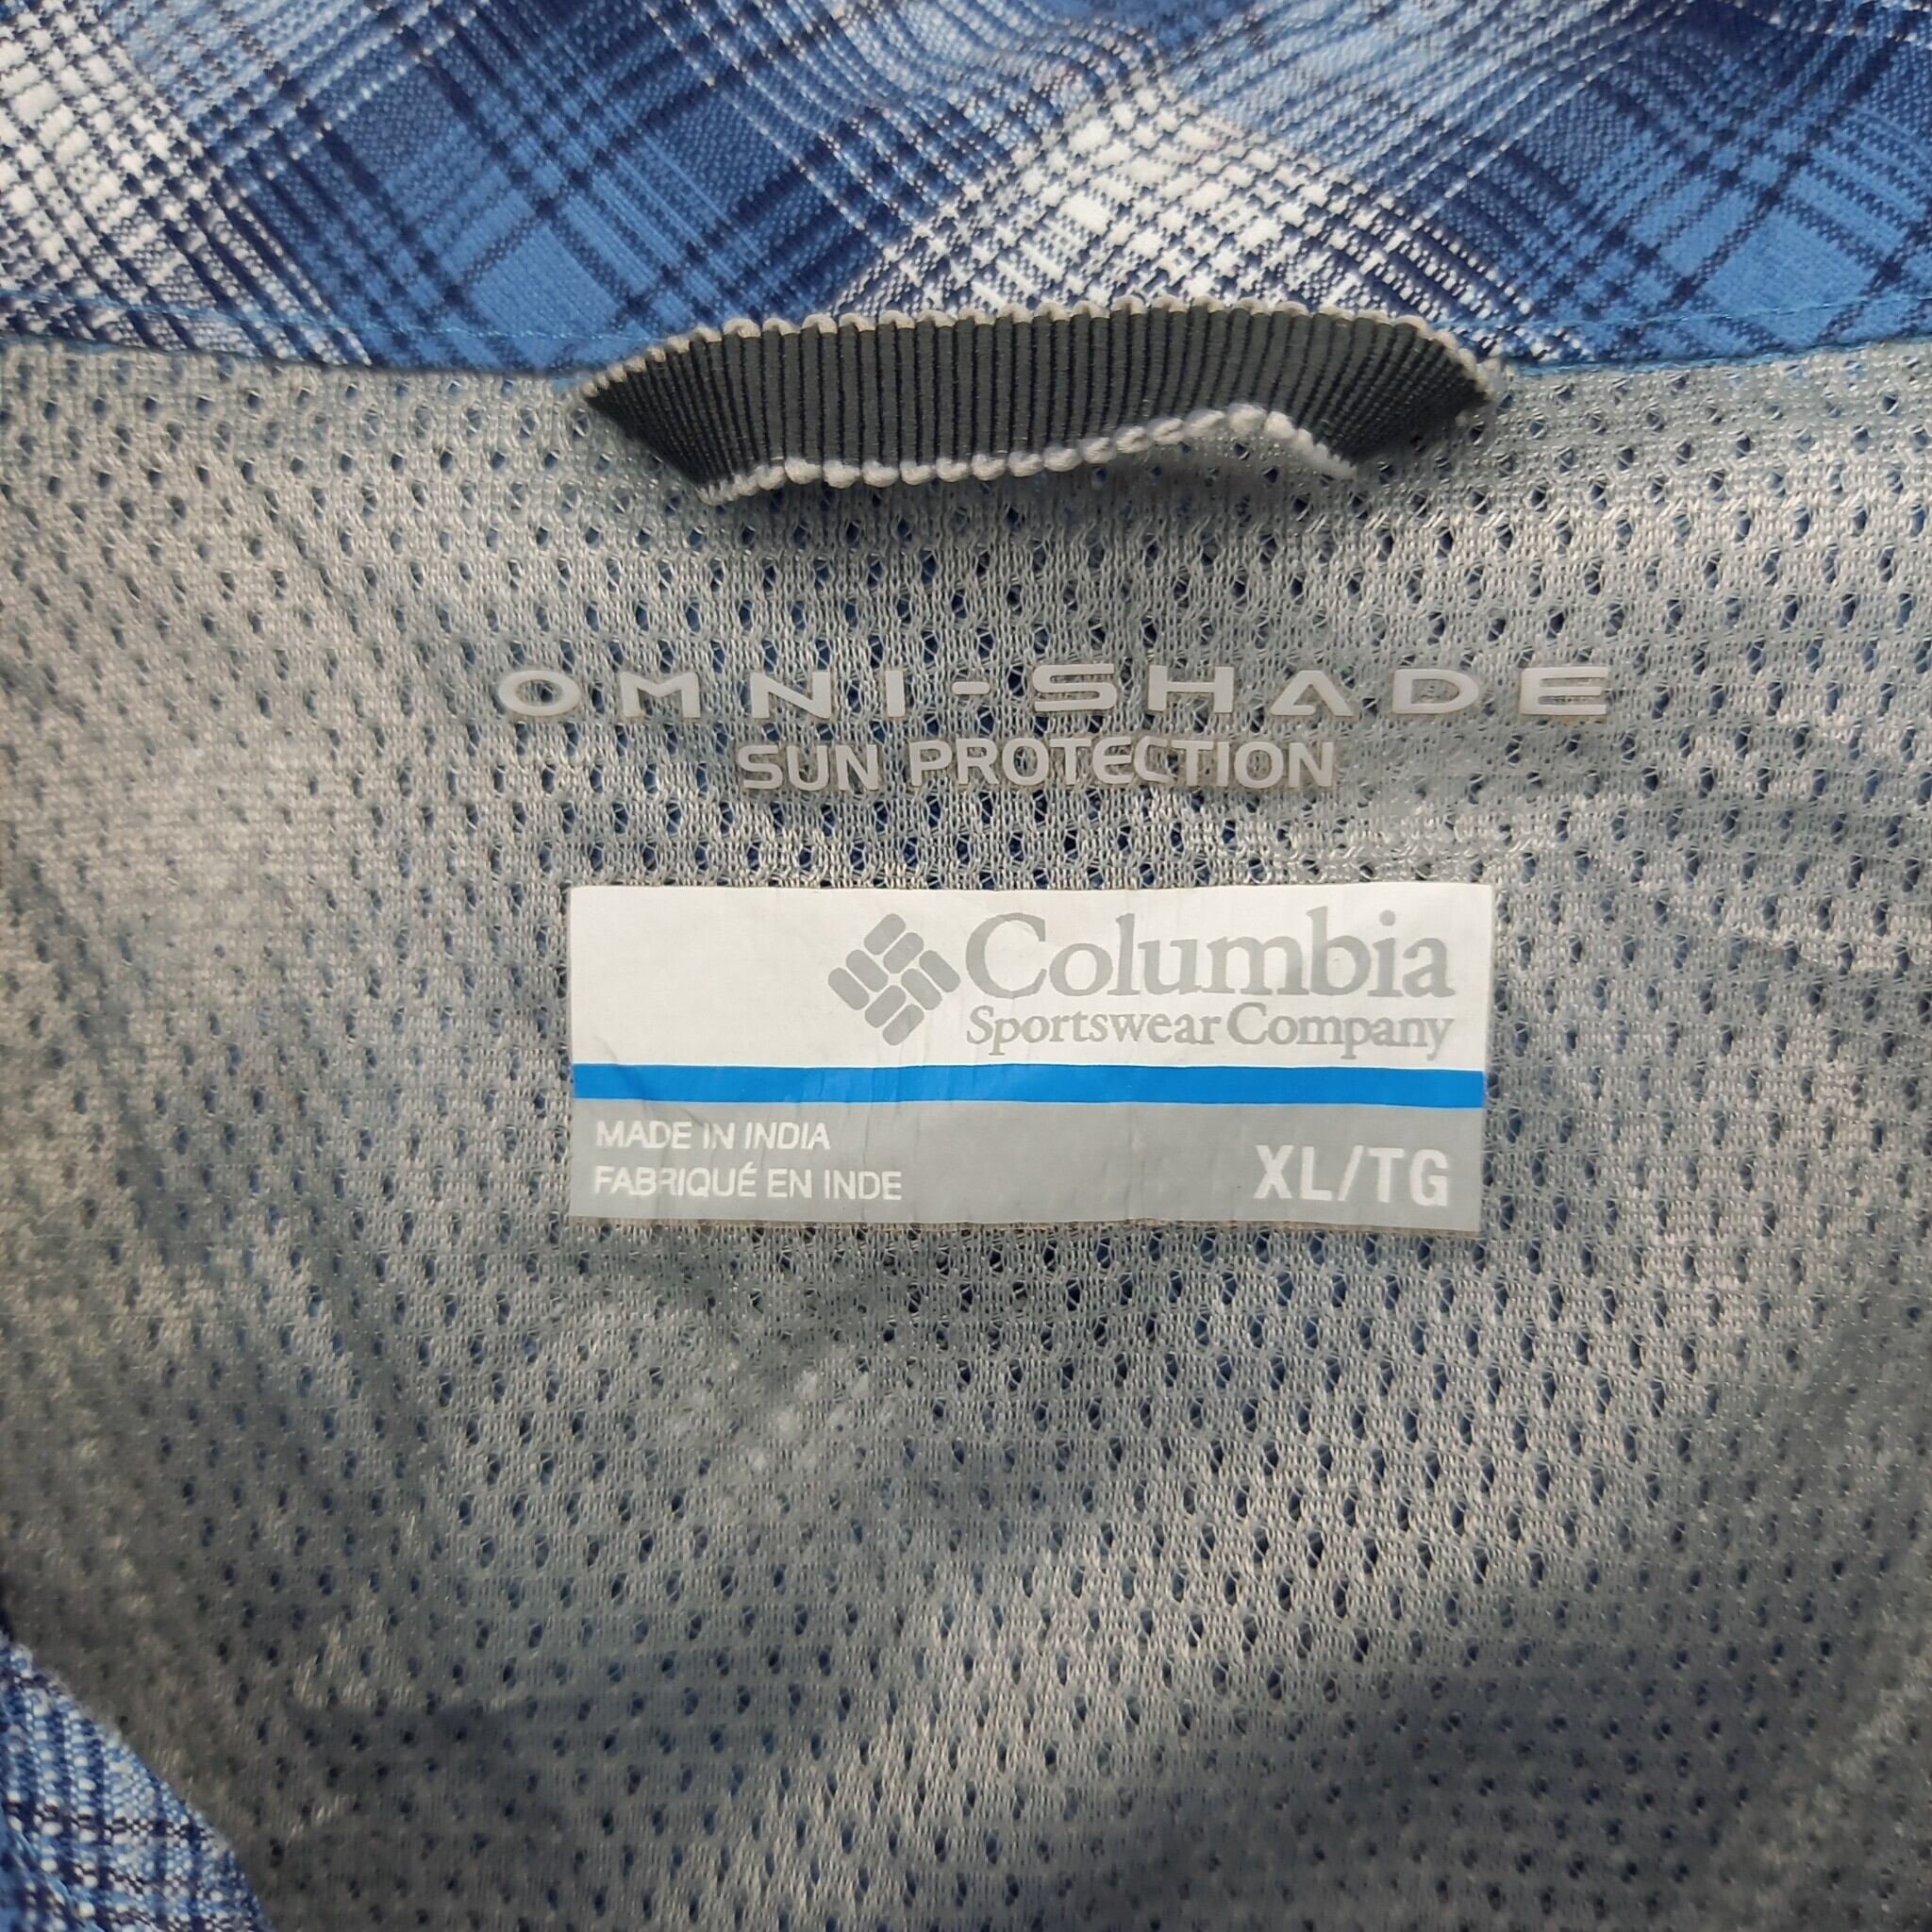 OMNI-SHADE
SUN PROTECTION
Columbia
Sportswear Company
MADE IN INDIA
FABRIQUÉ EN INDE
XL/TG